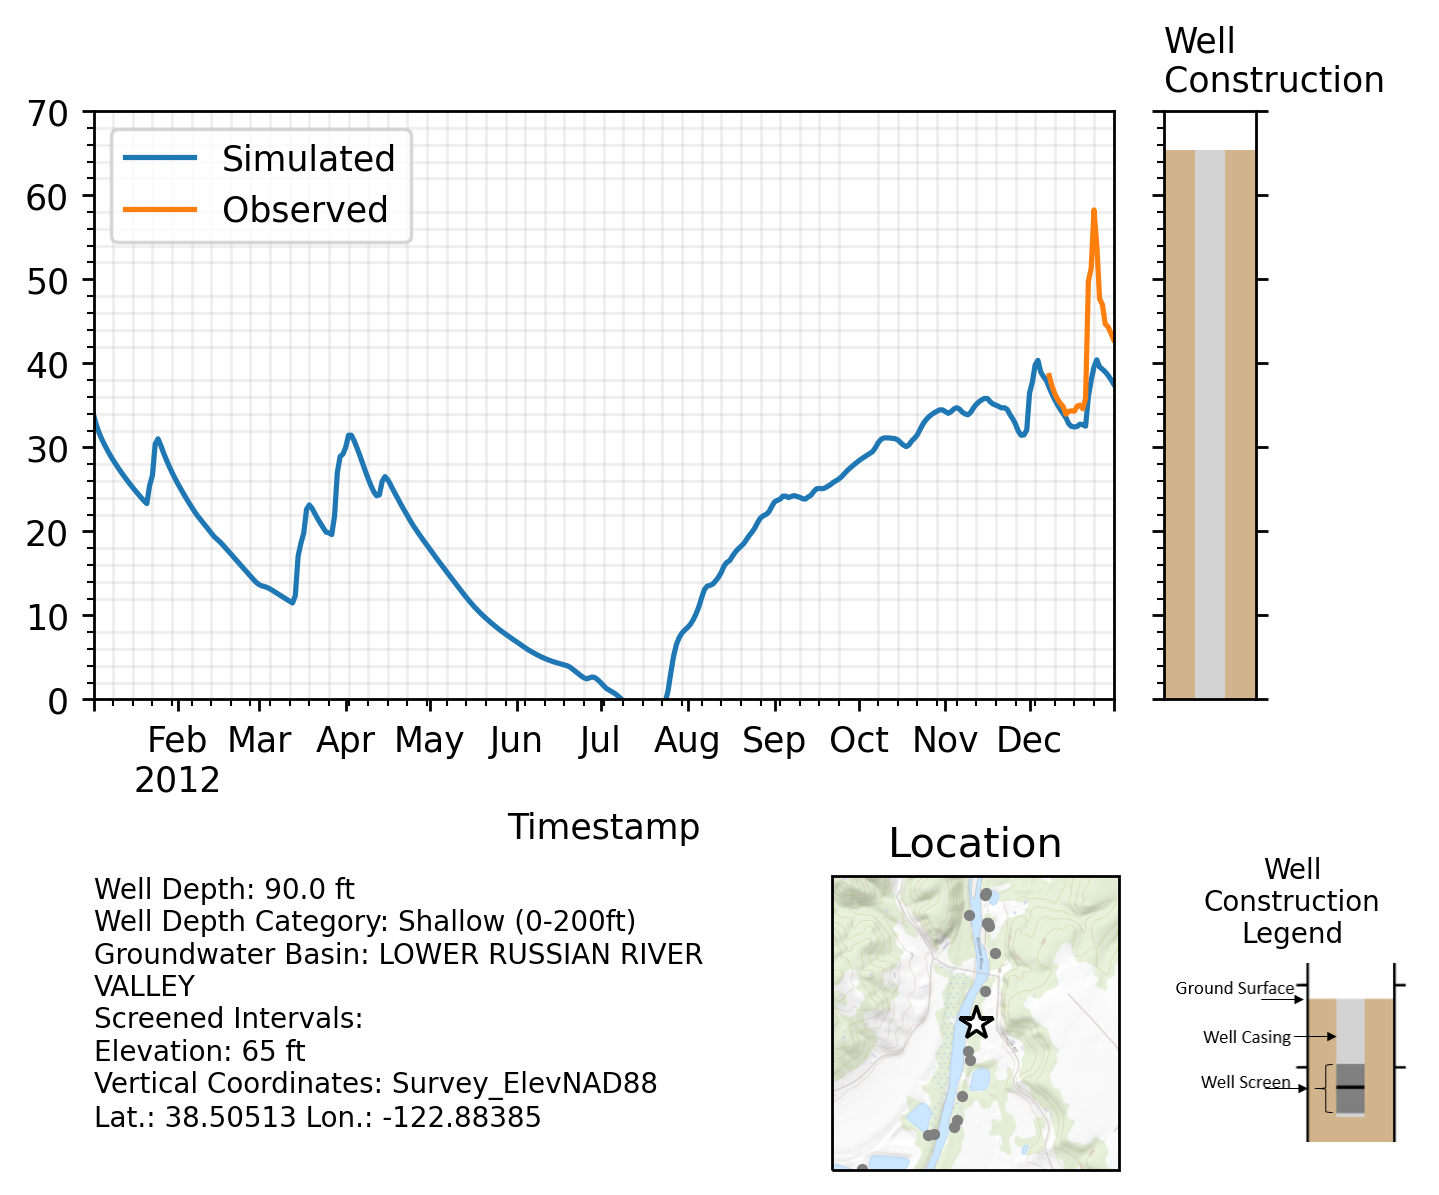 Well
Construction
70
60
50
40
30
20
10
0
Simulated
Observed
Feb Mar Apr May Jun Jul Aug Sep Oct Nov Dec
2012
Timestamp
Well Depth: 90.0 ft
Well Depth Category: Shallow (0-200ft)
Groundwater Basin: LOWER RUSSIAN RIVER
VALLEY
Screened Intervals:
Elevation: 65 ft
Vertical Coordinates: Survey_ElevNAD88
Lat.: 38.50513 Lon.: -122.88385
Location
Well
Construction
Legend
Ground Surface
Well Casing
Well Screen